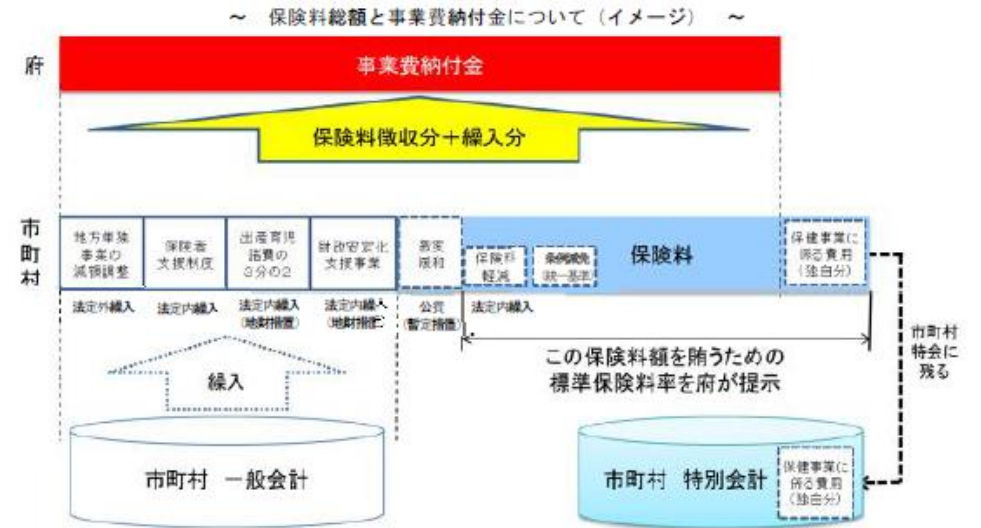 ～ 保険料総額と事業費納付金について（イメージ） ～
府
事業費納付金
保険料徴収分＋繰入分
市町村
地方単独
事業の
減額調整
保険者
支援制度
出産育児
諸費の
3分の2
財政安定化
支援事業
激変
緩和
保険料
軽減
条例減免
(統一基準)
保険料
保健事業に
係る費用
(独自分)
法定外繰入
法定内繰入
法定内繰入
(地財措置)
法定内繰入
(地財措置)
公費
(暫定措置)
法定内繰入
この保険料額を賄うための
標準保険料率を府が提示
市町村
特会に
残る
繰入
市町村 一般会計
市町村 特別会計
保健事業に
係る費用
(独自分)